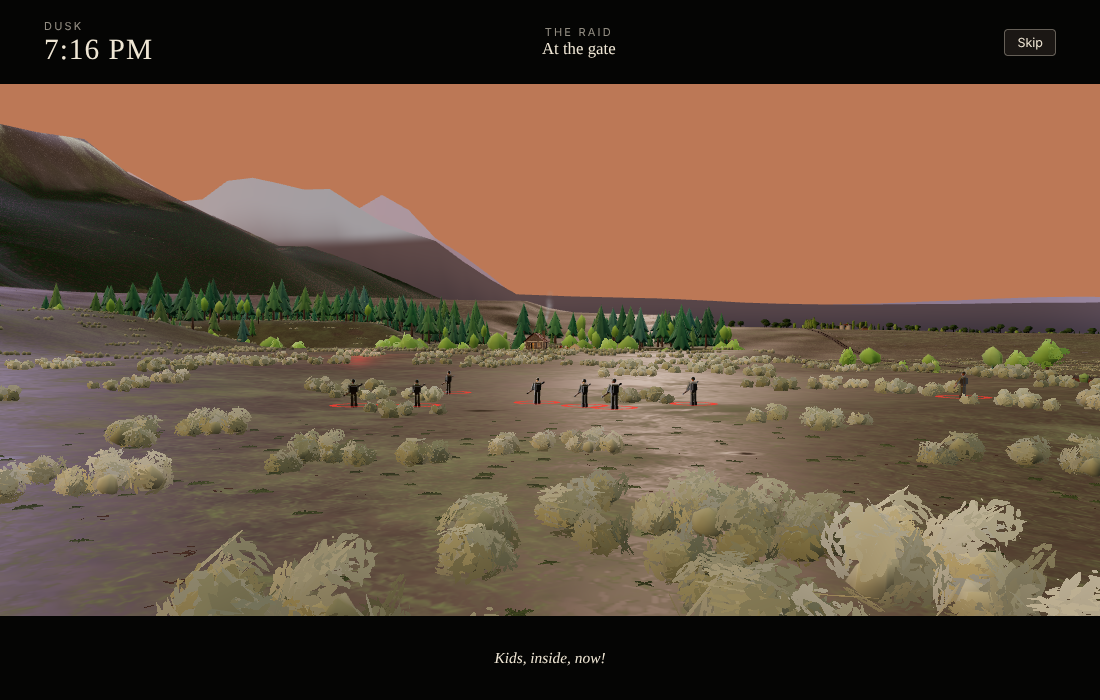 DUSK
7:16 PM
THE RAID
At the gate
Skip
Kids, inside, now!